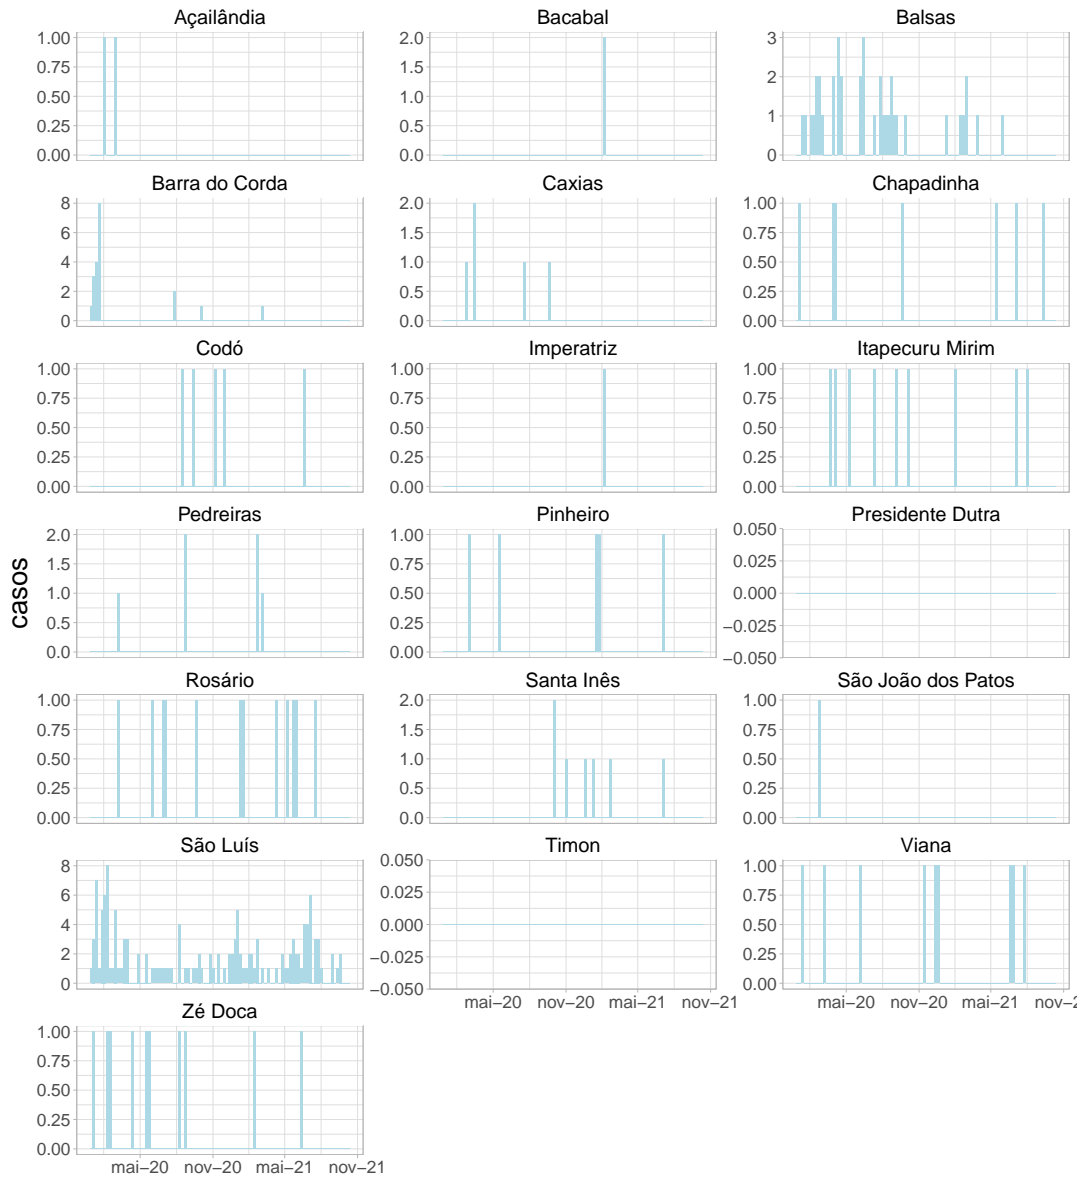 Açailândia Bacabal Balsas
1.00 2.0 3
0.75 1.5 2
0.50 1.0 1
0.25 0.5
0.00 0.0 0
Barra do Corda Caxias Chapadinha
8 2.0 1.00
6 1.5 0.75
4 1.0 0.50
2 0.5 0.25
0 0.0 0.00
Codó Imperatriz Itapecuru Mirim
1.00 1.00 1.00
0.75 0.75 0.75
0.50 0.50 0.50
0.25 0.25 0.25
0.00 0.00 0.00
casos
Pedreiras Pinheiro Presidente Dutra
2.0 1.00 0.050
1.5 0.75 0.025
1.0 0.50 0.000
0.5 0.25 −0.025
0.0 0.00 −0.050
Rosário Santa Inês São João dos Patos
1.00 2.0 1.00
0.75 1.5 0.75
0.50 1.0 0.50
0.25 0.5 0.25
0.00 0.0 0.00
São Luís Timon Viana
8 0.050 1.00
6 0.025 0.75
4 0.000 0.50
2 −0.025 0.25
0 −0.050 0.00
mai−20 nov−20 mai−21 nov−21 mai−20 nov−20 mai−21
Zé Doca
1.00
0.75
0.50
0.25
0.00
mai−20 nov−20 mai−21 nov−21